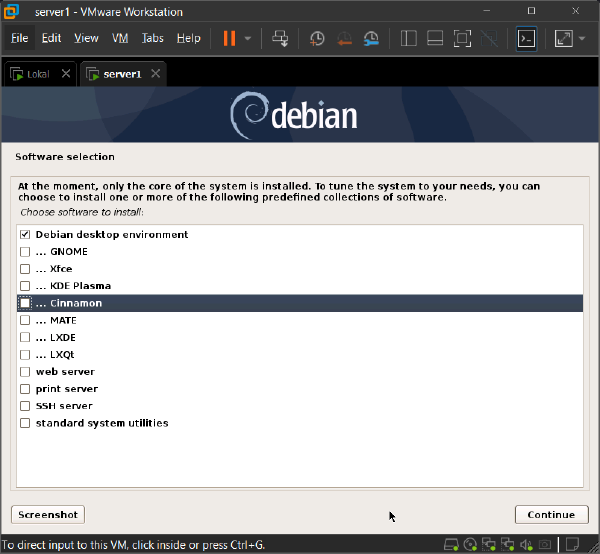 server1 - VMware Workstation
File Edit View VM Tabs Help
Lokal server1
debian
Software selection
At the moment, only the core of the system is installed. To tune the system to your needs, you can
choose to install one or more of the following predefined collections of software.
Choose software to install:
Debian desktop environment
... GNOME
... Xfce
... KDE Plasma
... Cinnamon
... MATE
... LXDE
... LXQt
web server
print server
SSH server
standard system utilities
Screenshot Continue
To direct input to this VM, click inside or press Ctrl+G.